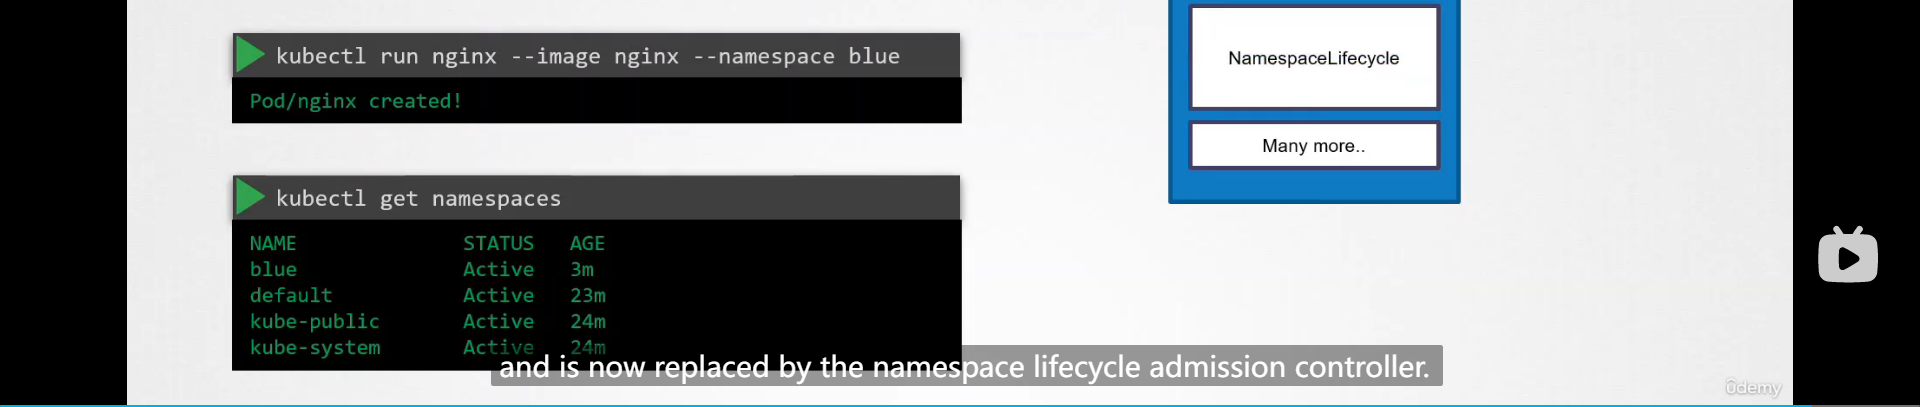 kubectl run nginx --image nginx --namespace blue
Pod/nginx created!
kubectl get namespaces
NAME STATUS AGE
blue Active 3m
default Active 23m
kube-public Active 24m
kube-system Active 24m
NamespaceLifecycle
Many more..
and is now replaced by the namespace lifecycle admission controller.
ûdemy